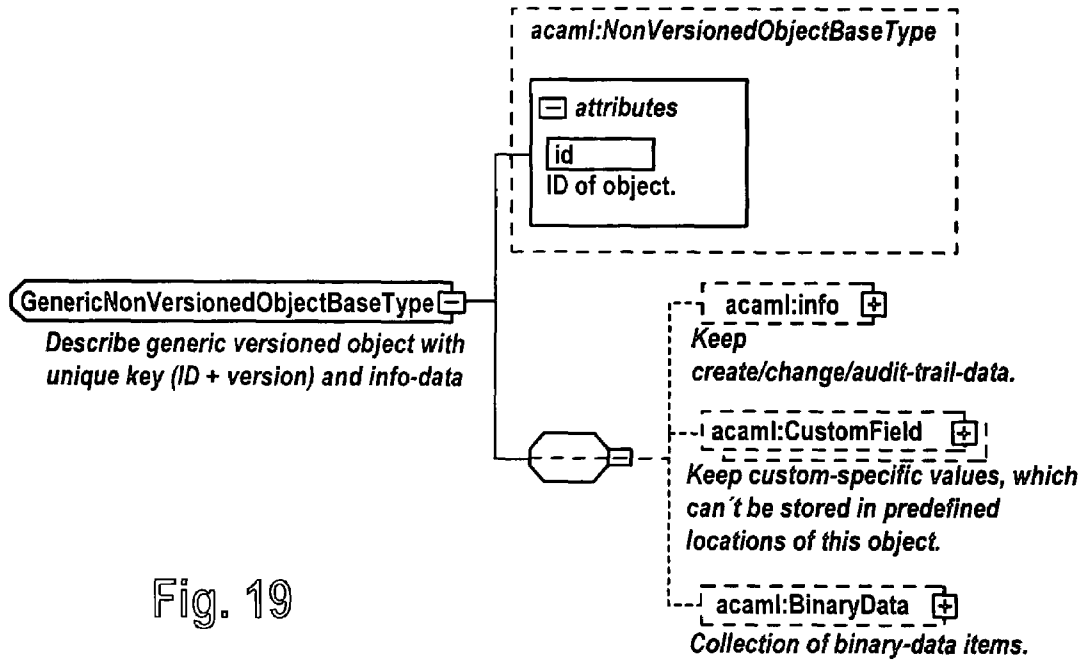 acaml:NonVersionedObjectBaseType
attributes
id
ID of object.
GenericNonVersionedObjectBaseType
Describe generic versioned object with
unique key (ID + version) and info-data
acaml:info
Keep
create/change/audit-trail-data.
acaml:CustomField
Keep custom-specific values, which
can´t be stored in predefined
locations of this object.
acaml:BinaryData
Collection of binary-data items.
Fig. 19